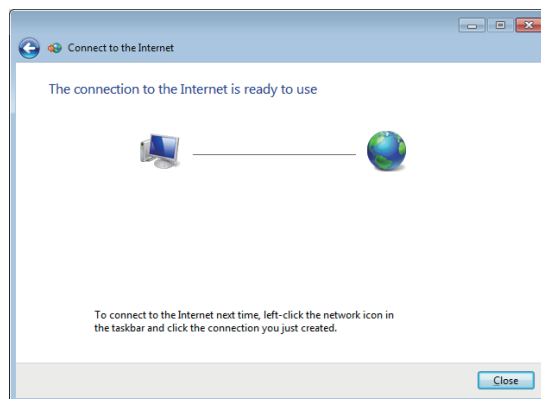 Connect to the Internet
The connection to the Internet is ready to use
To connect to the Internet next time, left-click the network icon in
the taskbar and click the connection you just created.
Close